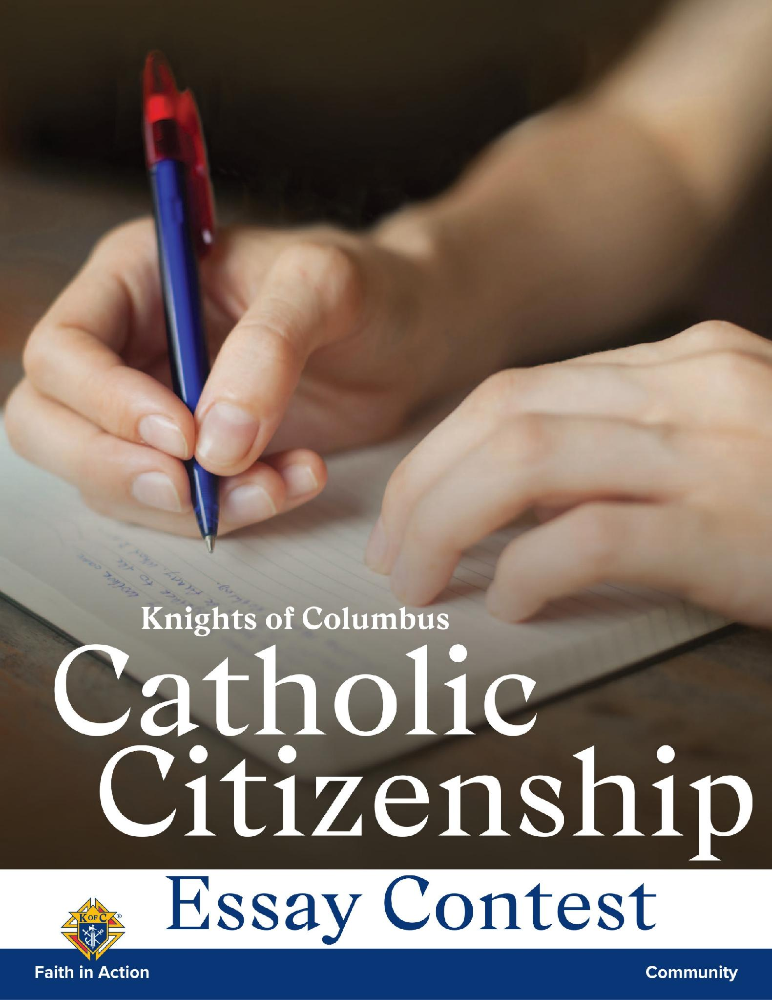 Knights of Columbus
Catholic
Citizenship
Essay Contest
K OF C ®
Faith in Action
Community